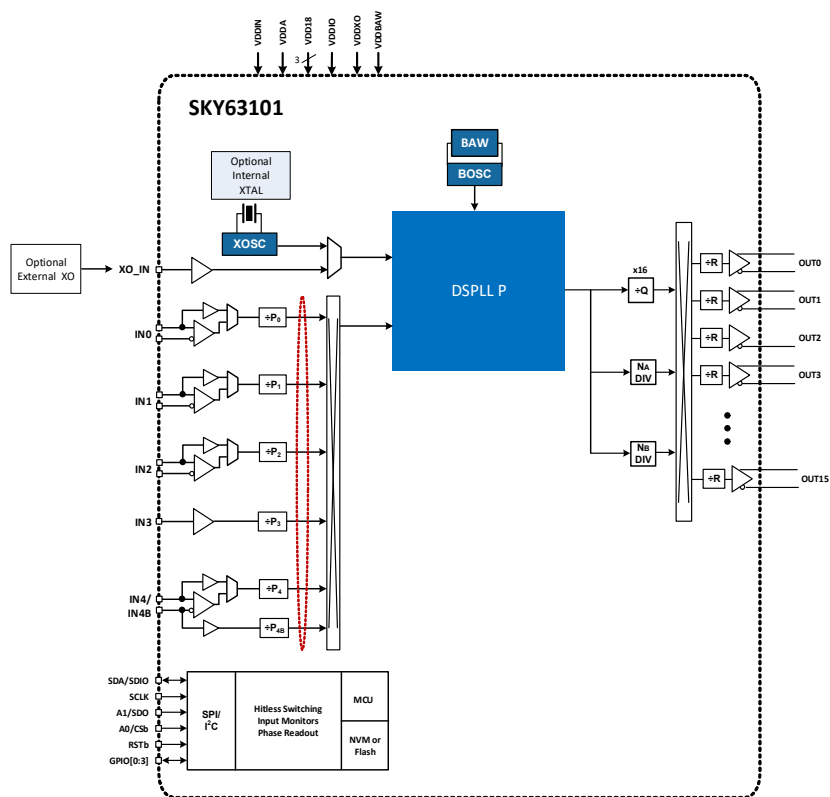 VDDIN
VDDA
VDD18
VDDIO
VDDXO
VDDBAW
3
SKY63101
Optional
Internal
XTAL
XOSC
BAW
BOSC
Optional
External XO
XO_IN
DSPLL P
x16
÷Q
NA
DIV
NB
DIV
IN0
÷P0
IN1
÷P1
IN2
÷P2
IN3
÷P3
IN4/
IN4B
÷P4
÷P4B
÷R
OUT0
÷R
OUT1
÷R
OUT2
÷R
OUT3
÷R
OUT15
SDA/SDIO
SCLK
A1/SDO
A0/CSb
RSTb
GPIO[0:3]
SPI/
I2C
Hitless Switching
Input Monitors
Phase Readout
MCU
NVM or
Flash